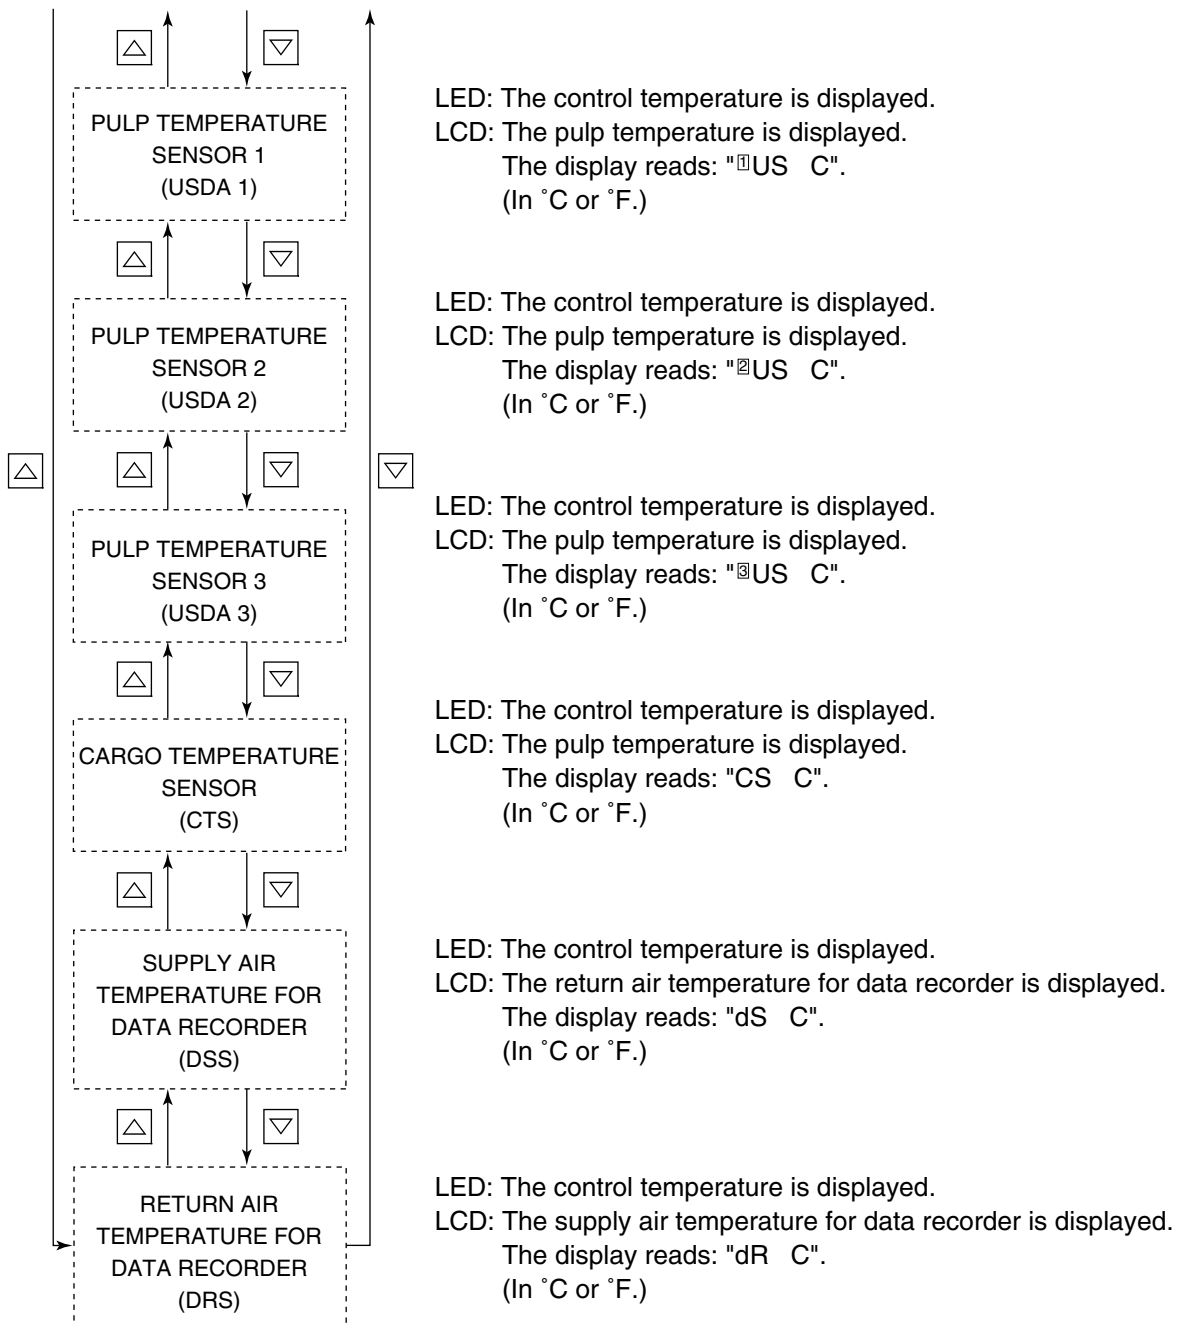 PULP TEMPERATURE
SENSOR 1
(USDA 1)
LED: The control temperature is displayed.
LCD: The pulp temperature is displayed.
The display reads: "1US C".
(In ˚C or ˚F.)
PULP TEMPERATURE
SENSOR 2
(USDA 2)
LED: The control temperature is displayed.
LCD: The pulp temperature is displayed.
The display reads: "2US C".
(In ˚C or ˚F.)
PULP TEMPERATURE
SENSOR 3
(USDA 3)
LED: The control temperature is displayed.
LCD: The pulp temperature is displayed.
The display reads: "3US C".
(In ˚C or ˚F.)
CARGO TEMPERATURE
SENSOR
(CTS)
LED: The control temperature is displayed.
LCD: The pulp temperature is displayed.
The display reads: "CS C".
(In ˚C or ˚F.)
SUPPLY AIR
TEMPERATURE FOR
DATA RECORDER
(DSS)
LED: The control temperature is displayed.
LCD: The return air temperature for data recorder is displayed.
The display reads: "dS C".
(In ˚C or ˚F.)
RETURN AIR
TEMPERATURE FOR
DATA RECORDER
(DRS)
LED: The control temperature is displayed.
LCD: The supply air temperature for data recorder is displayed.
The display reads: "dR C".
(In ˚C or ˚F.)